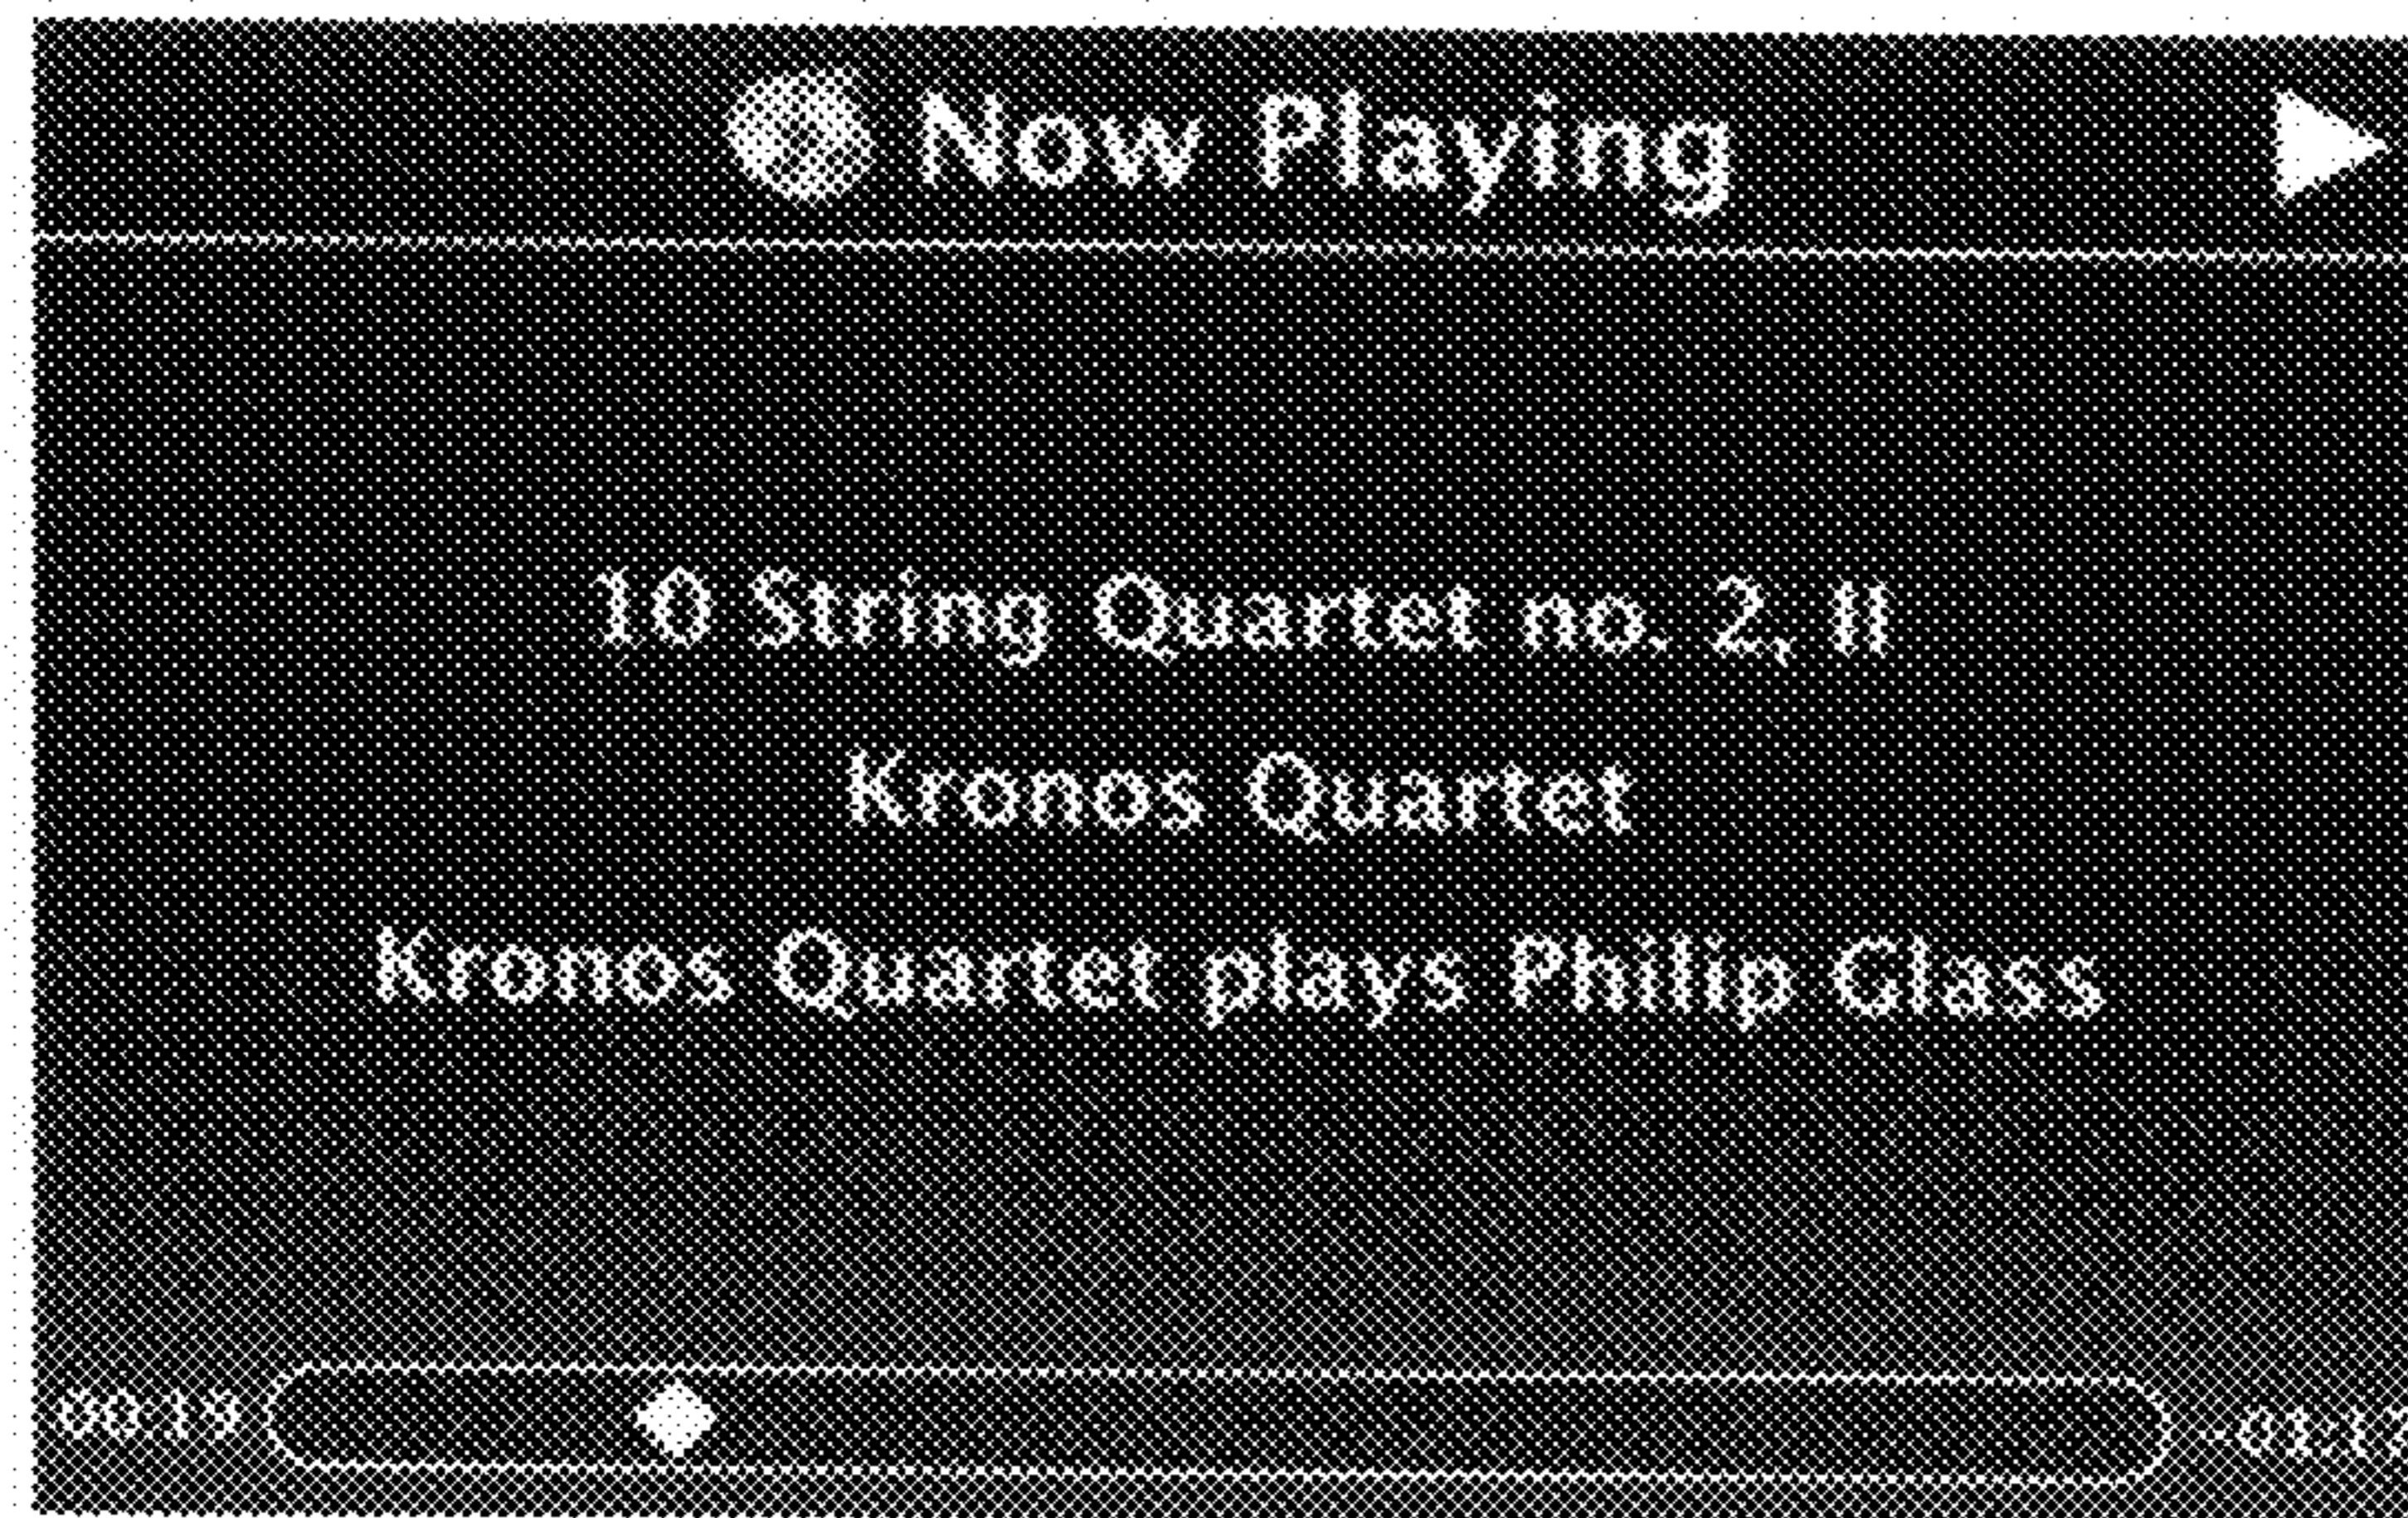 Now Playing
10 String Quartet no. 2, II
Kronos Quartet
Kronos Quartet plays Philip Glass